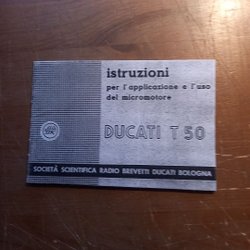 istruzioni
per l'applicazione e l'uso
del micromotore
DUCATI T 50
SOCIETÀ SCIENTIFICA RADIO BREVETTI DUCATI BOLOGNA